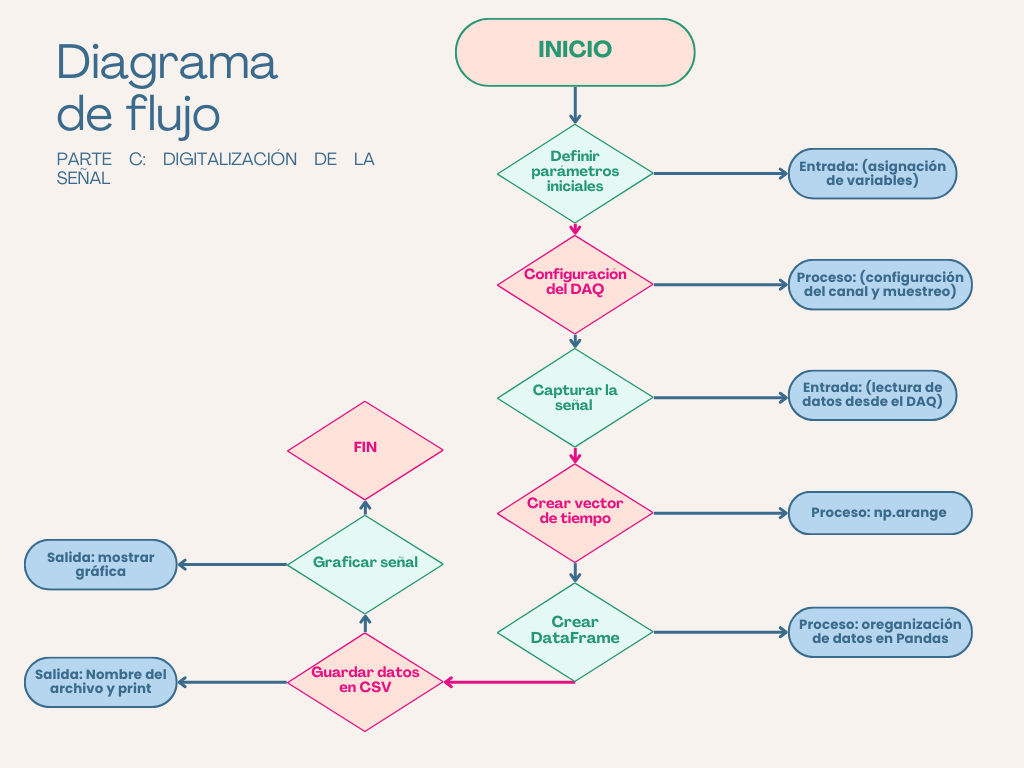 Diagrama
de flujo
PARTE C: DIGITALIZACIÓN DE LA
SEÑAL
INICIO
Definir
parámetros
iniciales
Entrada: (asignación
de variables)
Configuración
del DAQ
Proceso: (configuración
del canal y muestreo)
Capturar la
señal
Entrada: (lectura de
datos desde el DAQ)
Crear vector
de tiempo
Proceso: np.arange
Crear
DataFrame
Proceso: oreganización
de datos en Pandas
Guardar datos
en CSV
Salida: Nombre del
archivo y print
Graficar señal
Salida: mostrar
gráfica
FIN